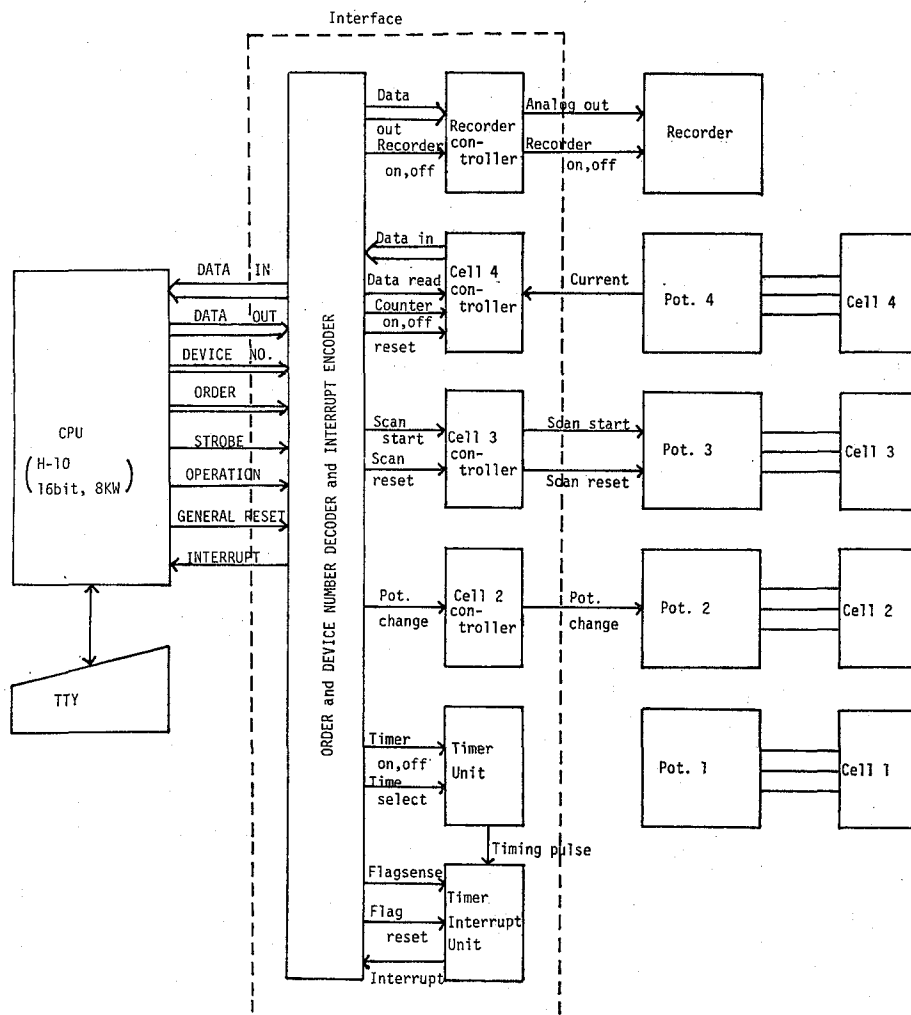 Interface
Data
out
Recorder
on,off
Recorder
con-
troller
Analog out
Recorder
on,off
Recorder
Data in
Data read
Counter
on,off
reset
Cell 4
con-
troller
Current
Pot. 4
Cell 4
DATA IN
DATA OUT
DEVICE NO.
ORDER
STROBE
OPERATION
GENERAL RESET
INTERRUPT
CPU
( H-10
16bit, 8KW )
TTY
ORDER and DEVICE NUMBER DECODER and INTERRUPT ENCODER
Scan
start
Scan
reset
Cell 3
con-
troller
Scan start
Scan reset
Pot. 3
Cell 3
Pot.
change
Cell 2
con-
troller
Pot.
change
Pot. 2
Cell 2
Timer
on,off
Time
select
Timer
Unit
Pot. 1
Cell 1
Timing pulse
Flagsense
Flag
reset
Interrupt
Timer
Interrupt
Unit